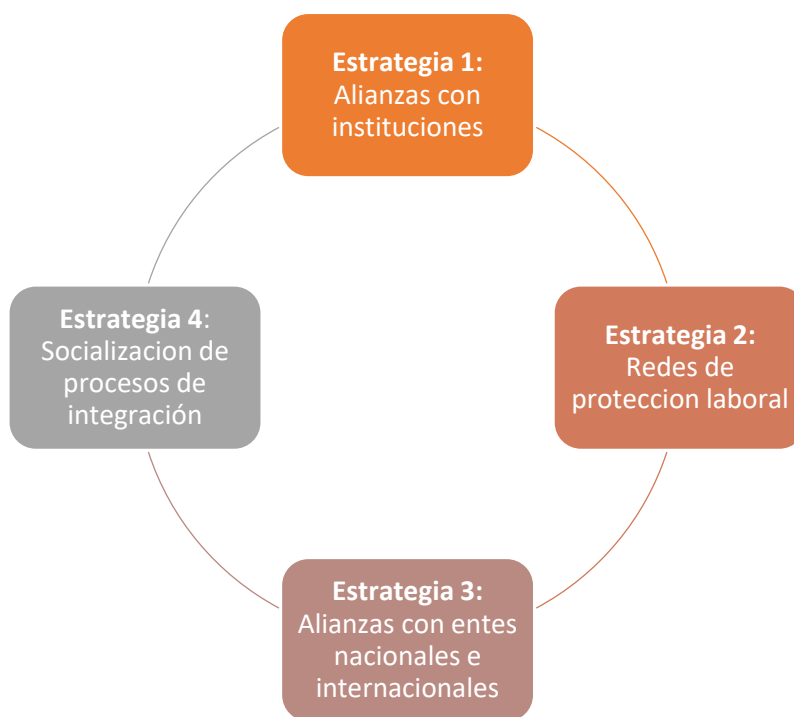 Estrategia 1:
Alianzas con
instituciones
Estrategia 2:
Redes de
proteccion laboral
Estrategia 3:
Alianzas con entes
nacionales e
internacionales
Estrategia 4:
Socializacion de
procesos de
integración